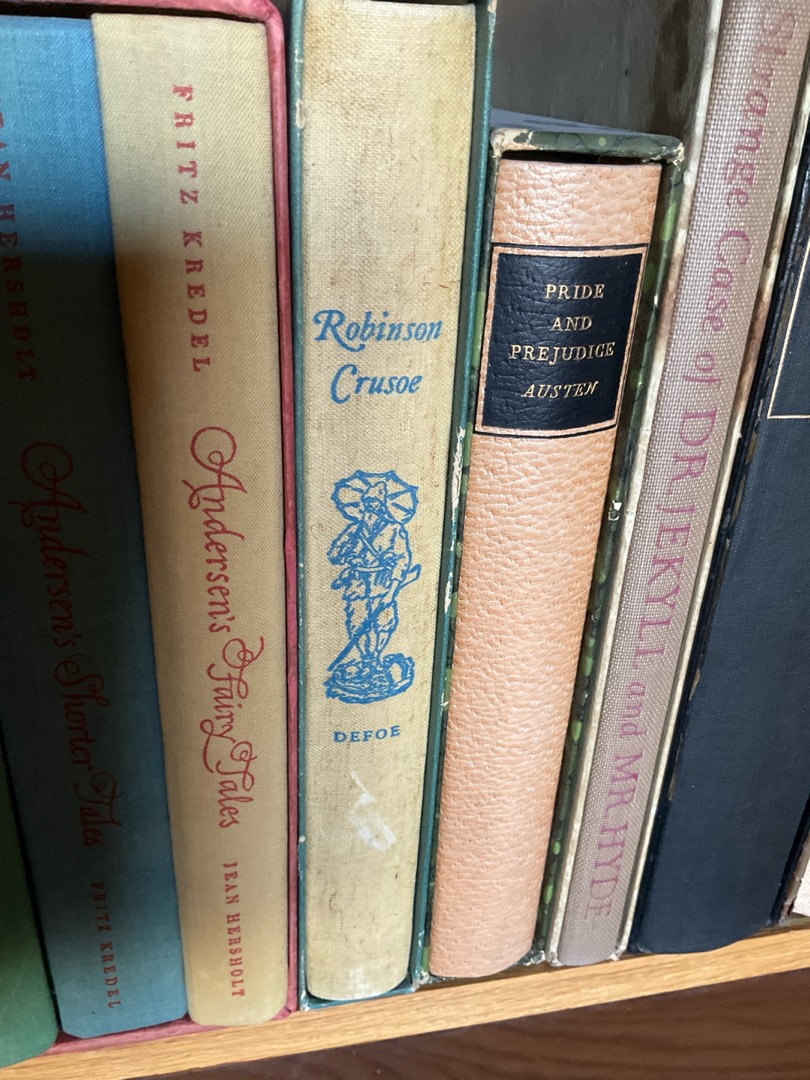 JEAN HERSHOLT
Andersen's Shorter Tales
FRITZ KREDEL
FRITZ KREDEL
Andersen's Fairy Tales
JEAN HERSHOLT
Robinson
Crusoe
DEFOE
PRIDE
AND
PREJUDICE
AUSTEN
Strange Case of DR. JEKYLL and MR. HYDE